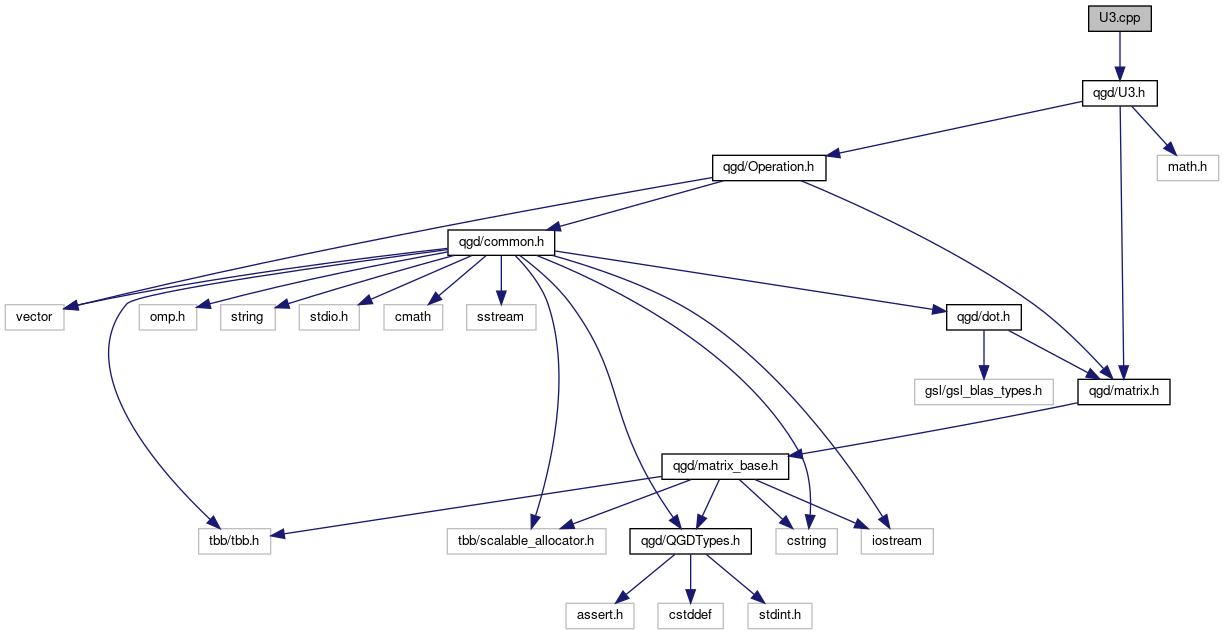 U3.cpp
qgd/U3.h
qgd/Operation.h
math.h
qgd/common.h
vector
omp.h
string
stdio.h
cmath
sstream
qgd/dot.h
gsl/gsl_blas_types.h
qgd/matrix.h
qgd/matrix_base.h
tbb/tbb.h
tbb/scalable_allocator.h
qgd/QGDTypes.h
cstring
iostream
assert.h
cstddef
stdint.h